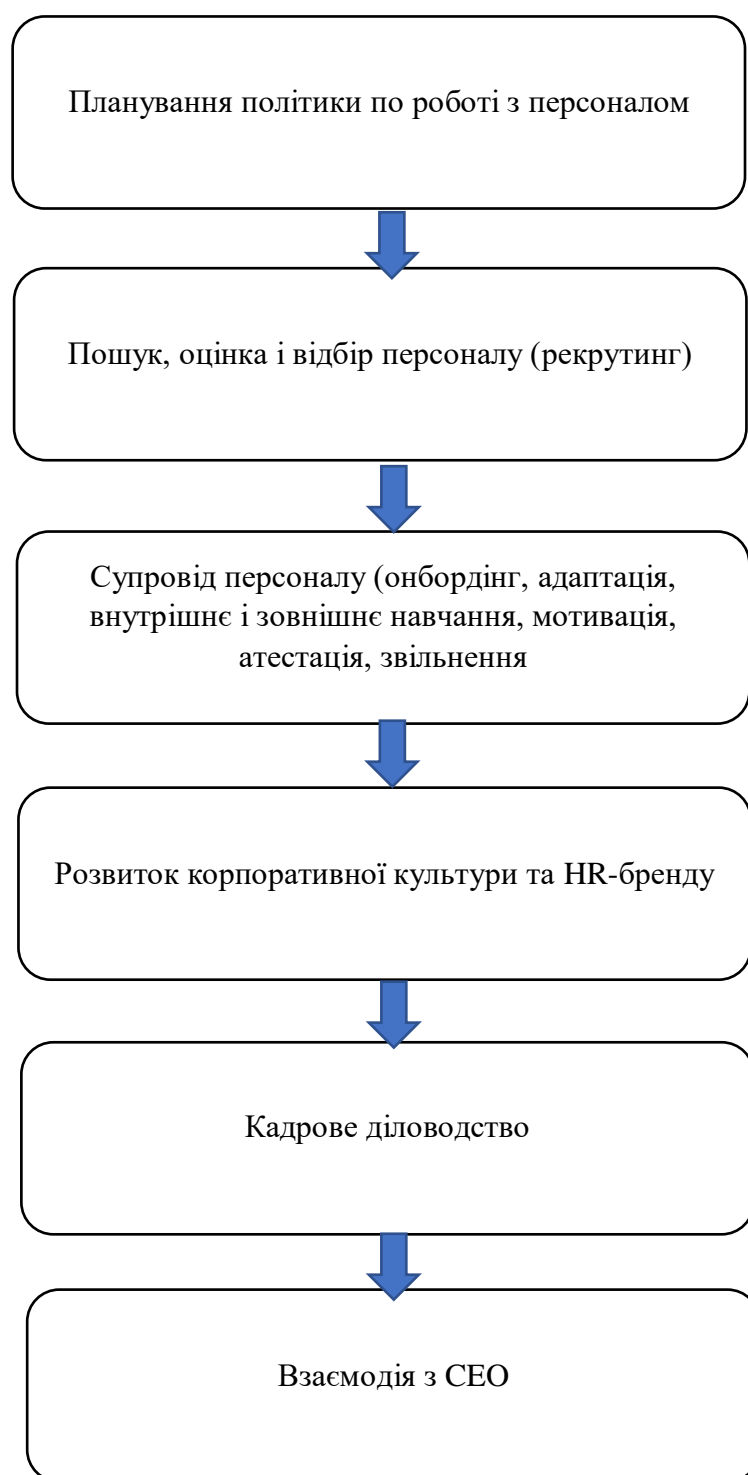 Планування політики по роботі з персоналом
Пошук, оцінка і відбір персоналу (рекрутинг)
Супровід персоналу (онбордінг, адаптація,
внутрішнє і зовнішнє навчання, мотивація,
атестація, звільнення
Розвиток корпоративної культури та HR-бренду
Кадрове діловодство
Взаємодія з CEO